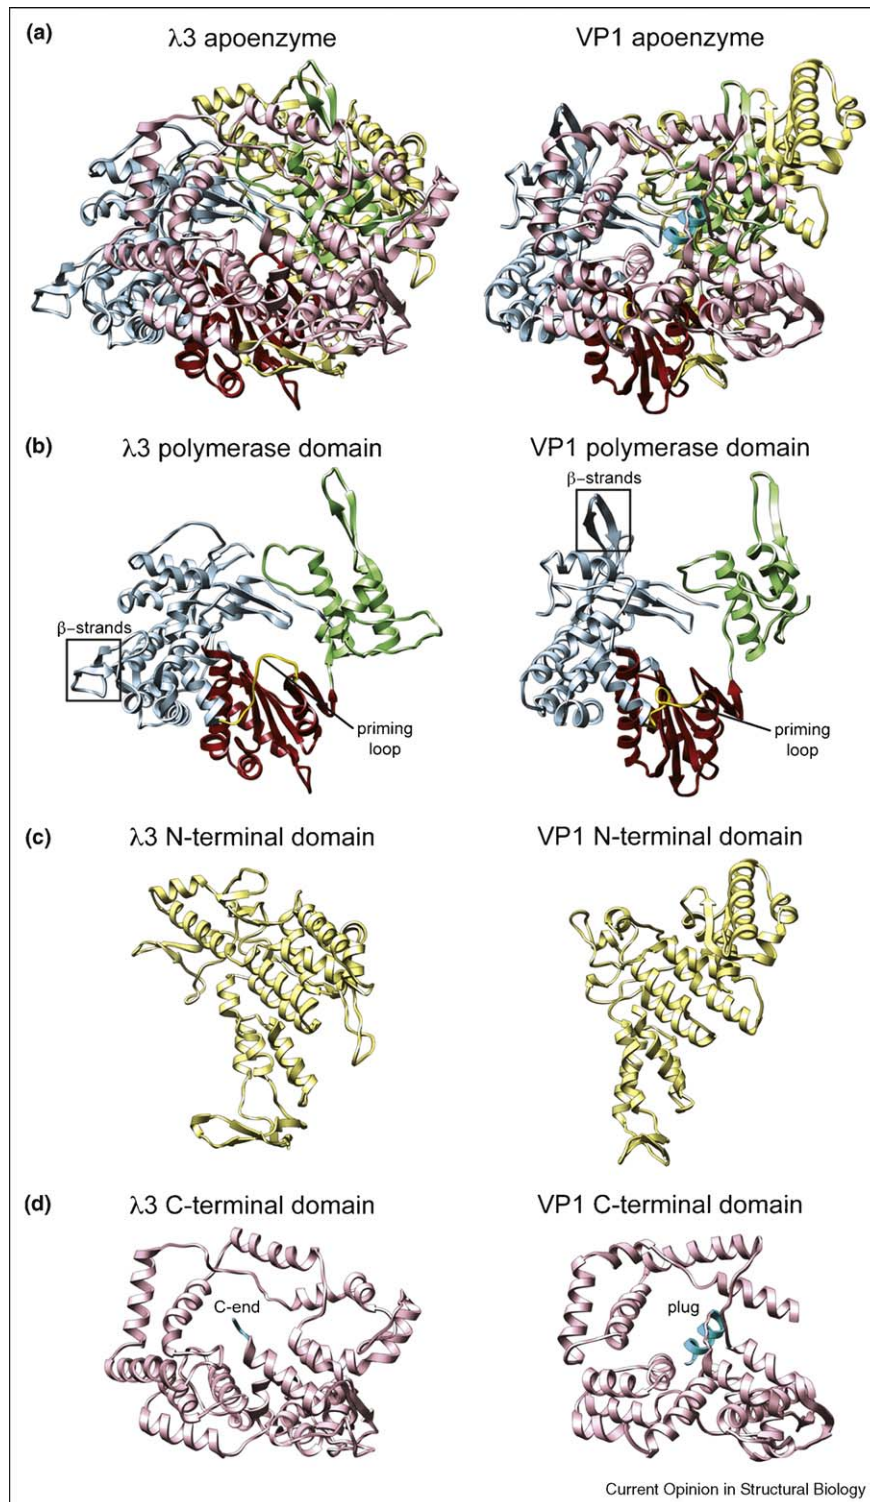 (a)
λ3 apoenzyme
VP1 apoenzyme
(b)
λ3 polymerase domain
VP1 polymerase domain
β-strands
β-strands
priming
loop
priming
loop
(c)
λ3 N-terminal domain
VP1 N-terminal domain
(d)
λ3 C-terminal domain
VP1 C-terminal domain
C-end
plug
Current Opinion in Structural Biology